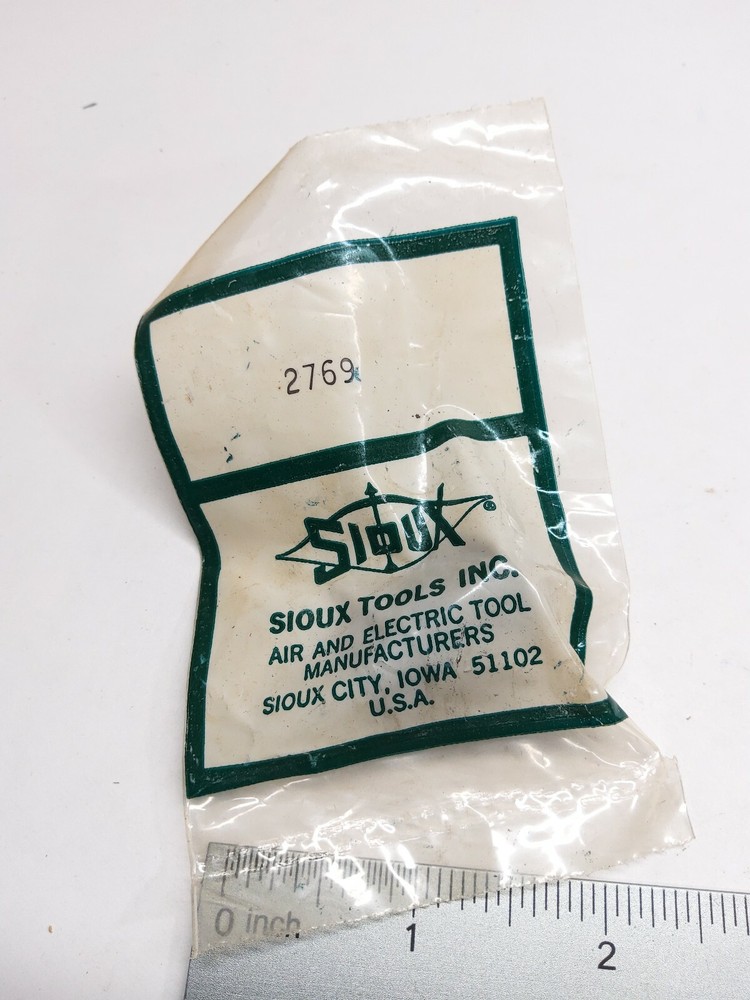 2769
SIOUX ®
SIOUX TOOLS INC.
AIR AND ELECTRIC TOOL
MANUFACTURERS
SIOUX CITY, IOWA 51102
U.S.A.
0 inch 1 2